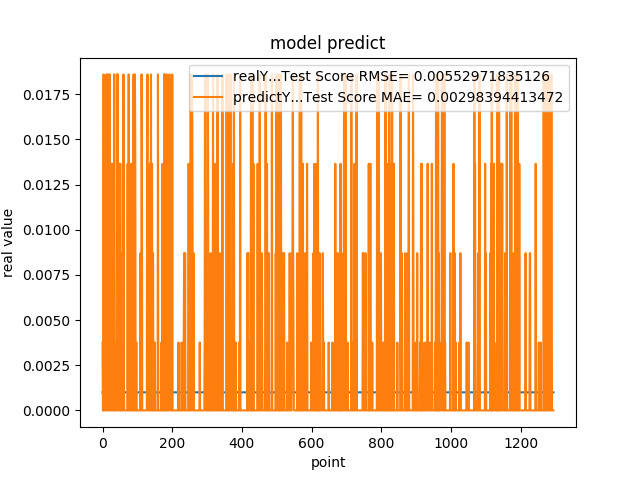 model predict
realY...Test Score RMSE= 0.00552971835126
predictY...Test Score MAE= 0.00298394413472
0.0175
0.0150
0.0125
0.0100
0.0075
0.0050
0.0025
0.0000
real value
0 200 400 600 800 1000 1200
point